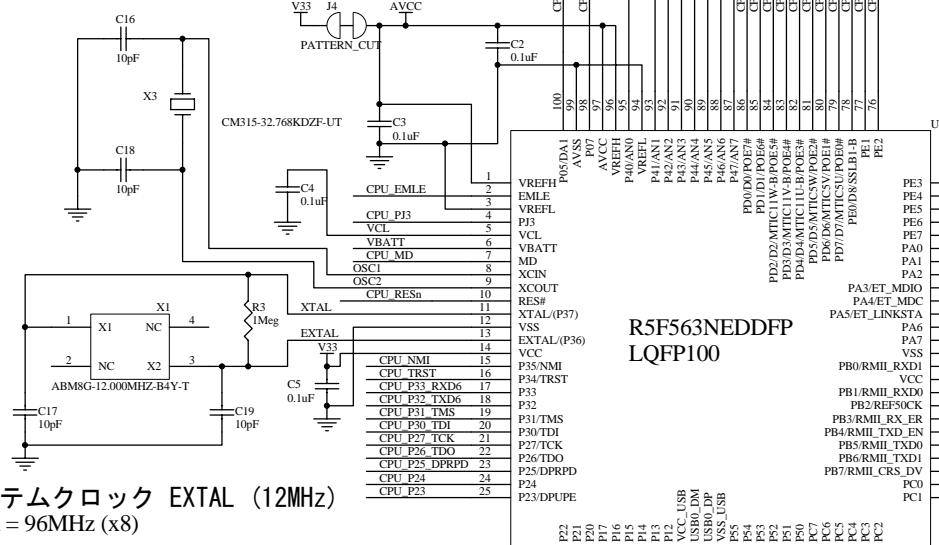 V33
J4
AVCC
PATTERN_CUT
C16
10pF
X3
CM315-32.768KDZF-UT
C18
10pF
C2
0.1uF
C3
0.1uF
C4
0.1uF
CPU_EMLE
CPU_PJ3
VCL
VBATT
CPU_MD
OSC1
OSC2
CPU_RESn
XTAL
EXTAL
V33
X1
1 X1 NC 4
2 NC X2 3
ABM8G-12.000MHZ-B4Y-T
R3
1Meg
C17
10pF
C19
10pF
C5
0.1uF
CPU_NMI
CPU_TRST
CPU_P33_RXD6
CPU_P32_TXD6
CPU_P31_TMS
CPU_P30_TDI
CPU_P27_TCK
CPU_P26_TDO
CPU_P25_DPRPD
CPU_P24
CPU_P23
100 P05/DA1
99 AVSS
98 P07
97 AVCC
96 VREFH
95 P40/AN0
94 VREFL
93 P41/AN1
92 P42/AN2
91 P43/AN3
90 P44/AN4
89 P45/AN5
88 P46/AN6
87 P47/AN7
86 PD0/D0/POE7#
85 PD1/D1/POE6#
84 PD2/D2/MTIC11W-B/POE5#
83 PD3/D3/MTIC11V-B/POE4#
82 PD4/D4/MTIC11U-B/POE3#
81 PD5/D5/MTIC5W/POE2#
80 PD6/D6/MTIC5V/POE1#
79 PD7/D7/MTIC5U/POE0#
78 PE0/D8/SSLB1-B
77 PE1
76 PE2
1 VREFH
2 EMLE
3 VREFL
4 PJ3
5 VCL
6 VBATT
7 MD
8 XCIN
9 XCOUT
10 RES#
11 XTAL/(P37)
12 VSS
13 EXTAL/(P36)
14 VCC
15 P35/NMI
16 P34/TRST
17 P33
18 P32
19 P31/TMS
20 P30/TDI
21 P27/TCK
22 P26/TDO
23 P25/DPRPD
24 P24
25 P23/DPUPE
R5F563NEDDFP
LQFP100
U
PE3
PE4
PE5
PE6
PE7
PA0
PA1
PA2
PA3/ET_MDIO
PA4/ET_MDC
PA5/ET_LINKSTA
PA6
PA7
VSS
PB0/RMII_RXD1
VCC
PB1/RMII_RXD0
PB2/REF50CK
PB3/RMII_RX_ER
PB4/RMII_TXD_EN
PB5/RMII_TXD0
PB6/RMII_TXD1
PB7/RMII_CRS_DV
PC0
PC1
P22
P21
P20
P17
P16
P15
P14
P13
P12
VCC_USB
USB0_DM
USB0_DP
VSS_USB
P55
P54
P53
P52
P51
P50
PC7
PC6
PC5
PC4
PC3
PC2
テムクロック EXTAL (12MHz)
= 96MHz (x8)